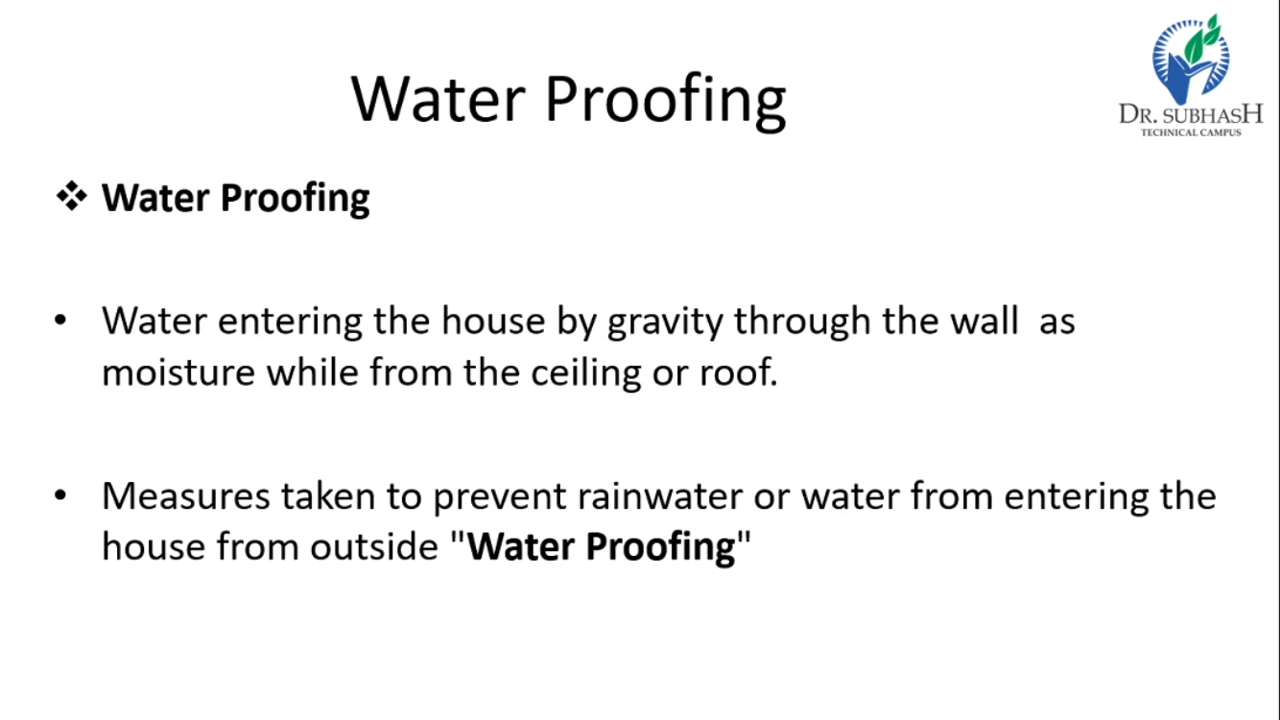 DR. SUBHASH
TECHNICAL CAMPUS
Water Proofing
❖ Water Proofing
• Water entering the house by gravity through the wall  as
moisture while from the ceiling or roof.
• Measures taken to prevent rainwater or water from entering the
house from outside "Water Proofing"